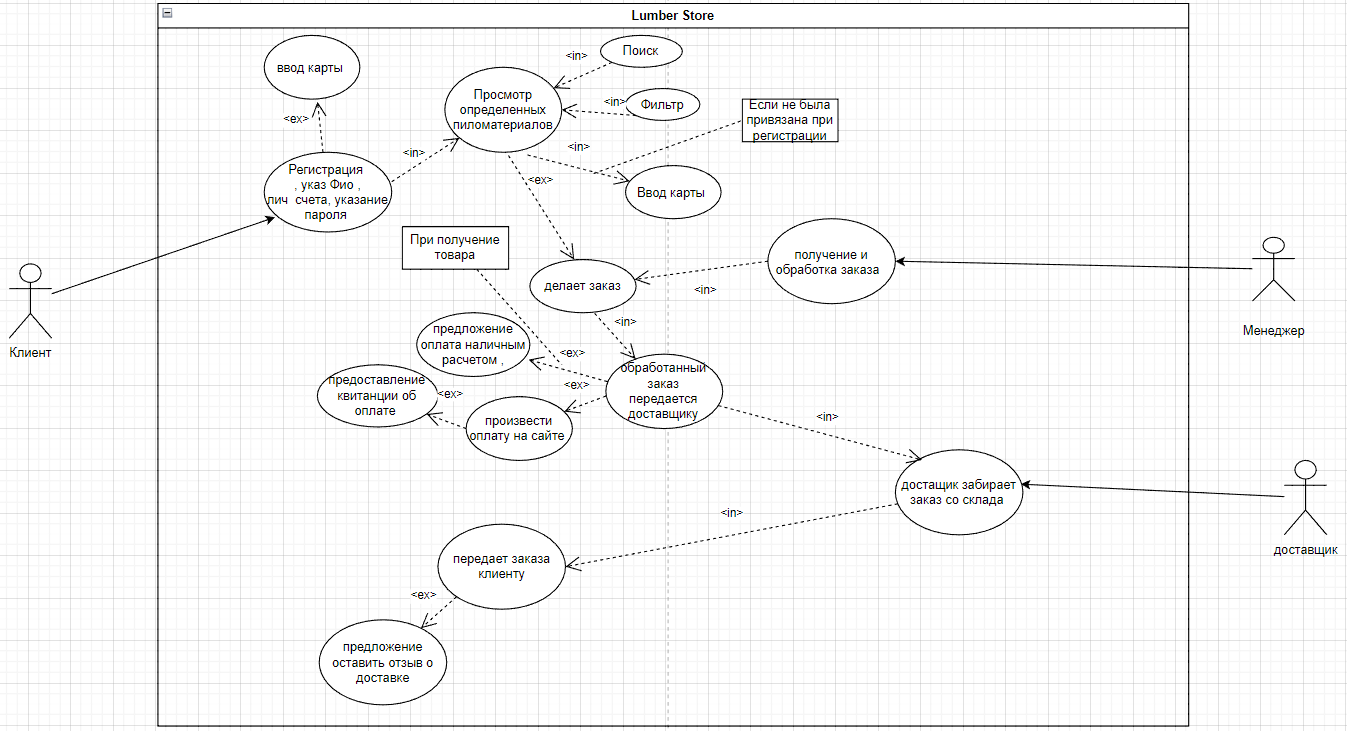 Lumber Store
ввод карты
<ex>
Регистрация
, указ Фио ,
лич счета, указание
пароля
<in>
Просмотр
определенных
пиломатериалов
<in>
Поиск
<in>
Фильтр
Если не была
привязана при
регистрации
<in>
<ex>
Ввод карты
При получение
товара
делает заказ
<in>
получение и
обработка заказа
Клиент
Менеджер
<in>
предложение
оплата наличным
расчетом ,
<ex>
обработанный
заказ
передается
доставщику
<ex>
предоставление
квитанции об
оплате
<ex>
произвести
оплату на сайте
<in>
достащик забирает
заказ со склада
доставщик
<in>
передает заказа
клиенту
<ex>
предложение
оставить отзыв о
доставке